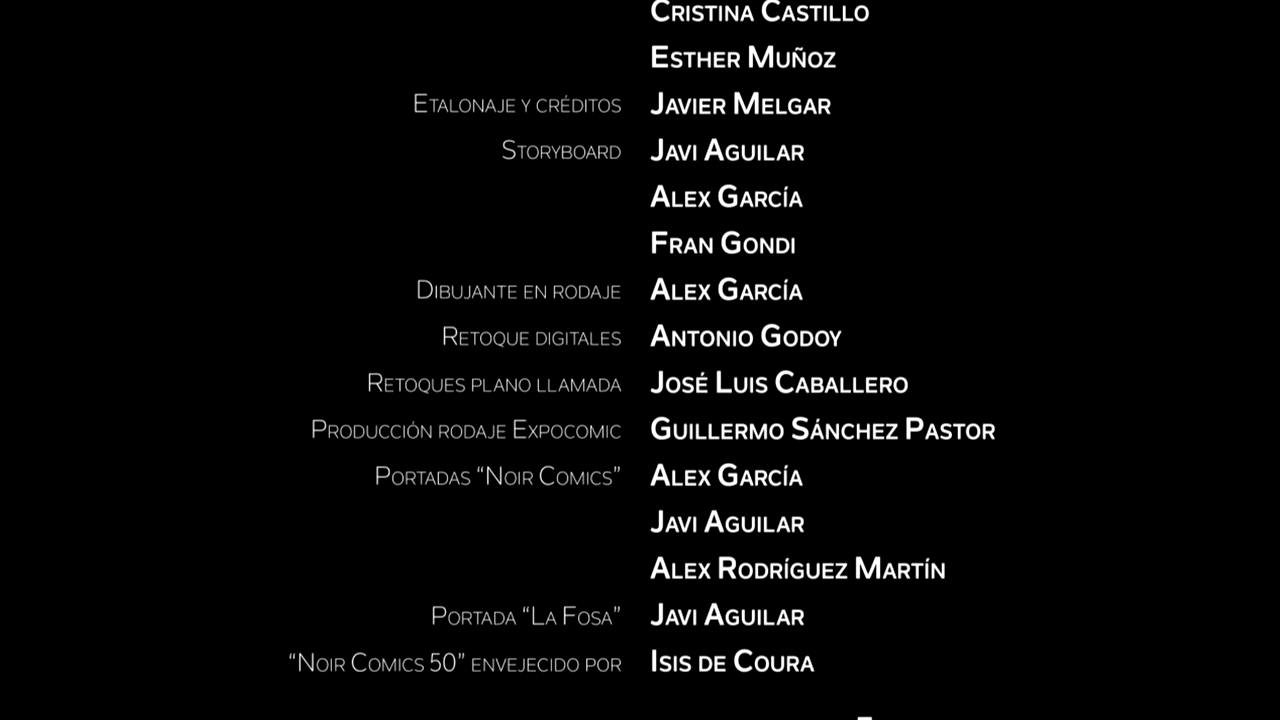 Cristina Castillo
Esther Muñoz
Etalonaje y créditos Javier Melgar
Storyboard Javi Aguilar
Alex García
Fran Gondi
Dibujante en rodaje Alex García
Retoque digitales Antonio Godoy
Retoques plano llamada José Luis Caballero
Producción rodaje Expocomic Guillermo Sánchez Pastor
Portadas “Noir Comics” Alex García
Javi Aguilar
Alex Rodríguez Martín
Portada “La Fosa” Javi Aguilar
“Noir Comics 50” envejecido por Isis de Coura